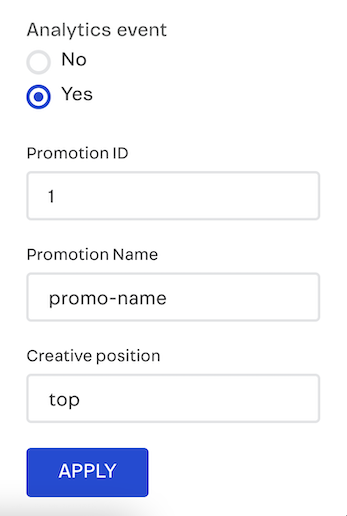 Analytics event
No
Yes
Promotion ID
1
Promotion Name
promo-name
Creative position
top
APPLY